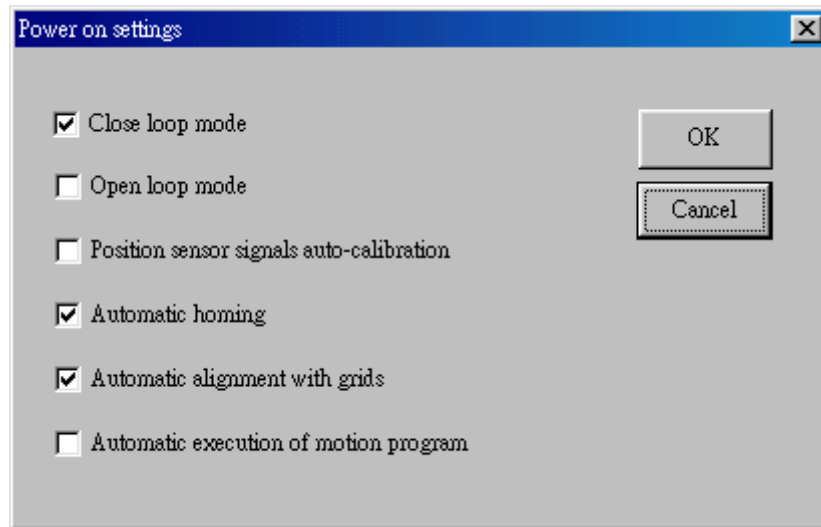 Power on settings
Close loop mode
OK
Open loop mode
Cancel
Position sensor signals auto-calibration
Automatic homing
Automatic alignment with grids
Automatic execution of motion program